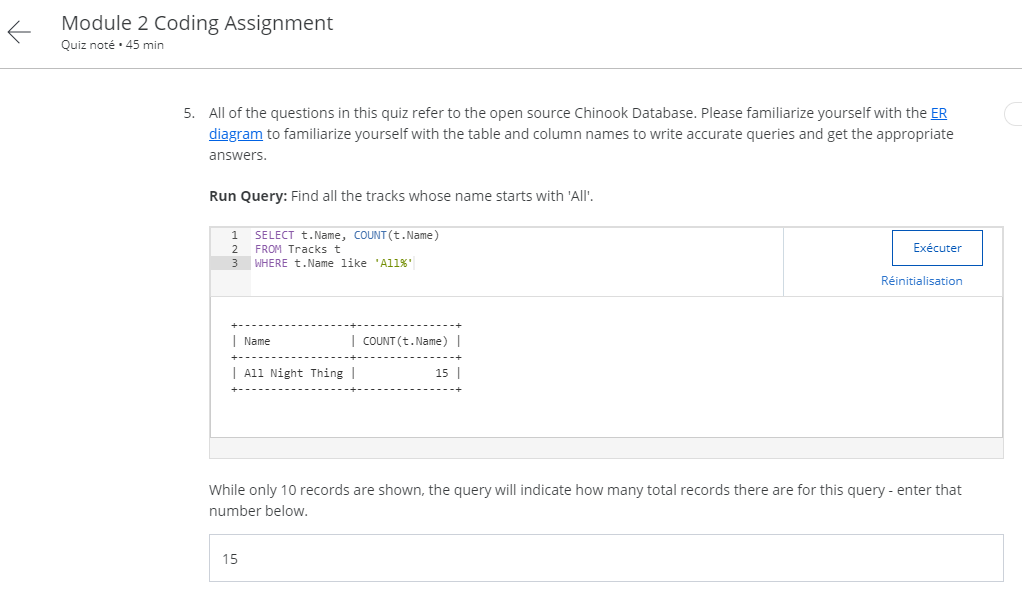 Module 2 Coding Assignment
Quiz noté • 45 min
5. All of the questions in this quiz refer to the open source Chinook Database. Please familiarize yourself with the ER
diagram to familiarize yourself with the table and column names to write accurate queries and get the appropriate
answers.
Run Query: Find all the tracks whose name starts with 'All'.
1 SELECT t.Name, COUNT(t.Name)
2 FROM Tracks t
3 WHERE t.Name like 'All%'
Exécuter
Réinitialisation
+-----------------+---------------+
| Name            | COUNT(t.Name) |
+-----------------+---------------+
| All Night Thing |            15 |
+-----------------+---------------+
While only 10 records are shown, the query will indicate how many total records there are for this query - enter that
number below.
15